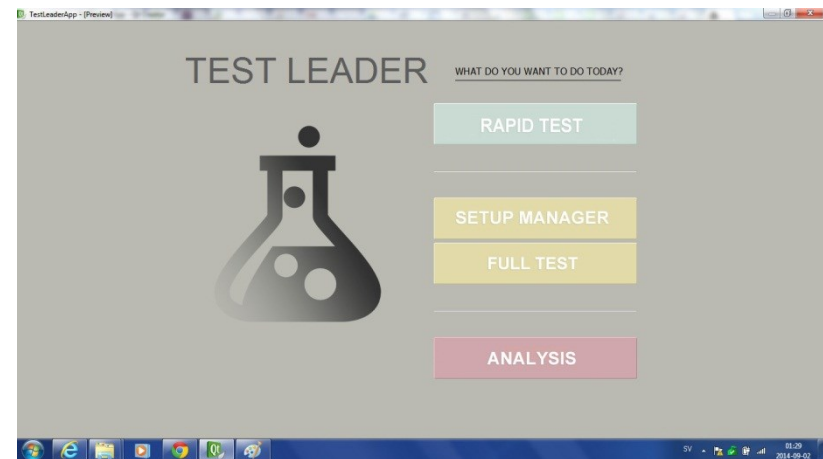 TestLeaderApp - [Preview]
TEST LEADER
WHAT DO YOU WANT TO DO TODAY?
RAPID TEST
SETUP MANAGER
FULL TEST
ANALYSIS
SV
01:29
2014-09-02